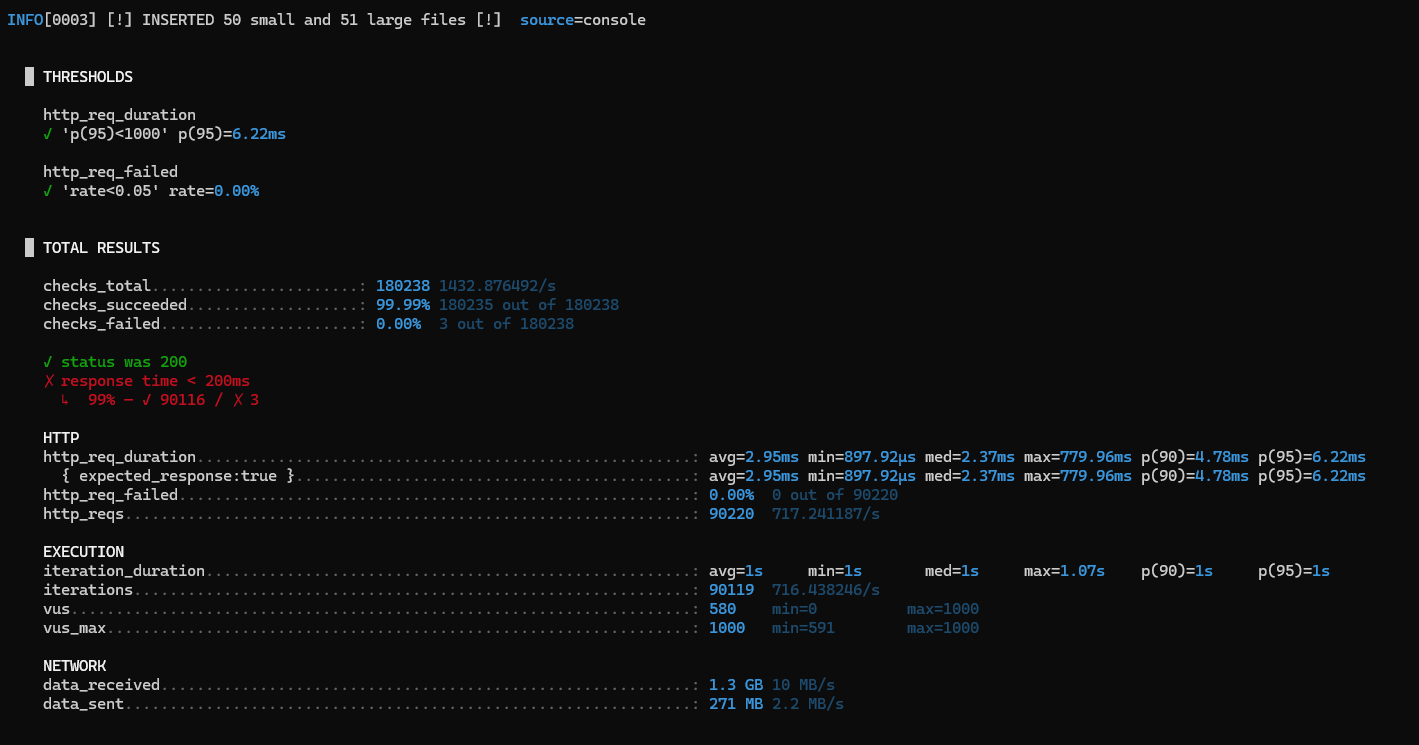 INFO[0003] [!] INSERTED 50 small and 51 large files [!]  source=console
THRESHOLDS
http_req_duration
✓ 'p(95)<1000' p(95)=6.22ms
http_req_failed
✓ 'rate<0.05' rate=0.00%
TOTAL RESULTS
checks_total.......................: 180238 1432.876492/s
checks_succeeded...................: 99.99% 180235 out of 180238
checks_failed......................: 0.00%  3 out of 180238
✓ status was 200
✗ response time < 200ms
↳  99% — ✓ 90116 / ✗ 3
HTTP
http_req_duration.......................................................: avg=2.95ms min=897.92µs med=2.37ms max=779.96ms p(90)=4.78ms p(95)=6.22ms
{ expected_response:true }............................................: avg=2.95ms min=897.92µs med=2.37ms max=779.96ms p(90)=4.78ms p(95)=6.22ms
http_req_failed.........................................................: 0.00%  0 out of 90220
http_reqs...............................................................: 90220  717.241187/s
EXECUTION
iteration_duration......................................................: avg=1s     min=1s       med=1s     max=1.07s    p(90)=1s     p(95)=1s
iterations..............................................................: 90119  716.438246/s
vus.....................................................................: 580    min=0          max=1000
vus_max.................................................................: 1000   min=591        max=1000
NETWORK
data_received...........................................................: 1.3 GB 10 MB/s
data_sent...............................................................: 271 MB 2.2 MB/s